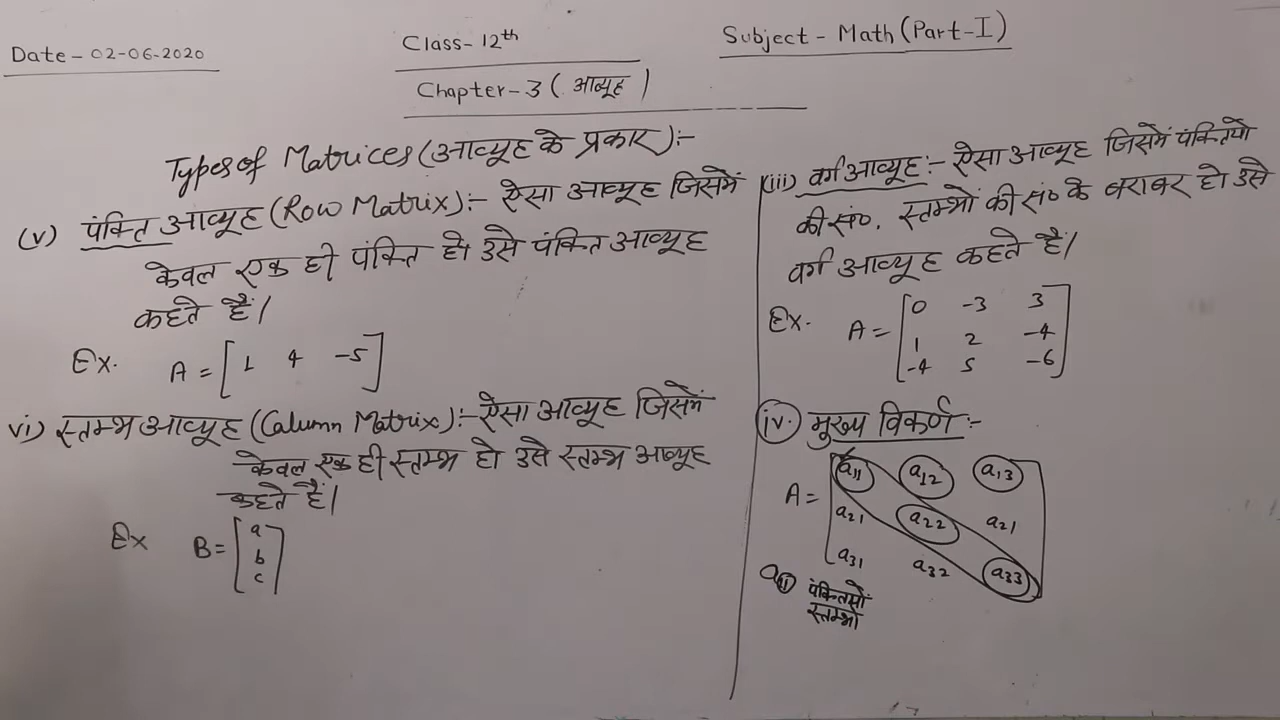 Date - 02-06-2020
Class - 12th
Subject - Math (Part-I)
Chapter - 3 ( आव्यूह )
Types of Matrices (आव्यूह के प्रकार) :-
(v) पंक्ति आव्यूह (Row Matrix) :- ऐसा आव्यूह जिसमें
केवल एक ही पंक्ति हो उसे पंक्ति आव्यूह
कहते हैं।
Ex. A = [ 1 4 -5 ]
vi) स्तम्भ आव्यूह (Calumn Matrix) :- ऐसा आव्यूह जिसमें
केवल एक ही स्तम्भ हो उसे स्तम्भ आव्यूह
कहते हैं।
Ex B = [ a
b
c ]
(iii) वर्ग आव्यूह :- ऐसा आव्यूह जिसमें पंक्तियो
की सं०. स्तम्भों की सं० के बराबर हो उसे
वर्ग आव्यूह कहते हैं।
Ex. A = [ 0 -3 3
1 2 -4
-4 5 -6 ]
iv. मुख्य विकर्ण :-
A = [ a11 a12 a13
a21 a22 a21
a31 a32 a33 ]
a11 पंक्तिसों
स्तम्भो